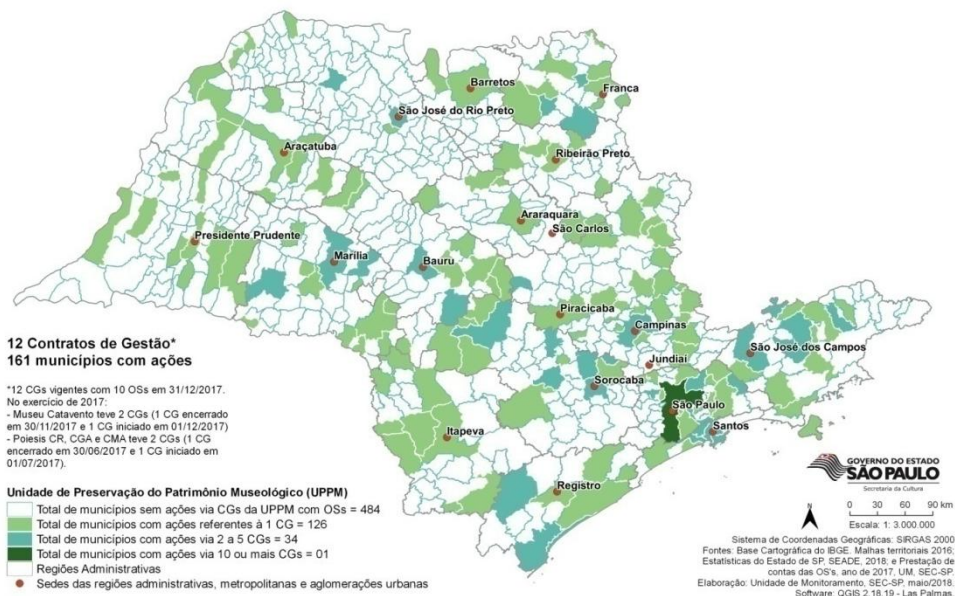 Barretos
Franca
São José do Rio Preto
Araçatuba
Ribeirão Preto
Araraquara
São Carlos
Presidente Prudente
Marília
Bauru
Piracicaba
Campinas
São José dos Campos
Jundiaí
Sorocaba
São Paulo
Santos
Itapeva
Registro
12 Contratos de Gestão*
161 municípios com ações
*12 CGs vigentes com 10 OSs em 31/12/2017.
No exercício de 2017:
- Museu Catavento teve 2 CGs (1 CG encerrado
em 30/11/2017 e 1 CG iniciado em 01/12/2017)
- Poiesis CR, CGA e CMA teve 2 CGs (1 CG
encerrado em 30/06/2017 e 1 CG iniciado em
01/07/2017).
Unidade de Preservação do Patrimônio Museológico (UPPM)
Total de municípios sem ações via CGs da UPPM com OSs = 484
Total de municípios com ações referentes à 1 CG = 126
Total de municípios com ações via 2 a 5 CGs = 34
Total de municípios com ações via 10 ou mais CGs = 01
Regiões Administrativas
Sedes das regiões administrativas, metropolitanas e aglomerações urbanas
GOVERNO DO ESTADO
SÃO PAULO
Secretaria da Cultura
N
0 30 60 90 km
Escala: 1: 3.000.000
Sistema de Coordenadas Geográficas: SIRGAS 2000
Fontes: Base Cartográfica do IBGE. Malhas territoriais 2016;
Estatísticas do Estado de SP, SEADE, 2018; e Prestação de
contas das OS's, ano de 2017, UM, SEC-SP.
Elaboração: Unidade de Monitoramento, SEC-SP, maio/2018.
Software: QGIS 2.18.19 - Las Palmas.